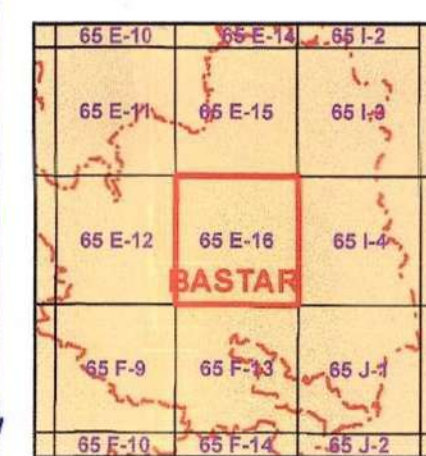 65 E-10 65 E-14 65 I-2
65 E-11 65 E-15 65 I-3
65 E-12 65 E-16 65 I-4
BASTAR
65 F-9 65 F-13 65 J-1
65 E-10 65 F-14 65 J-2